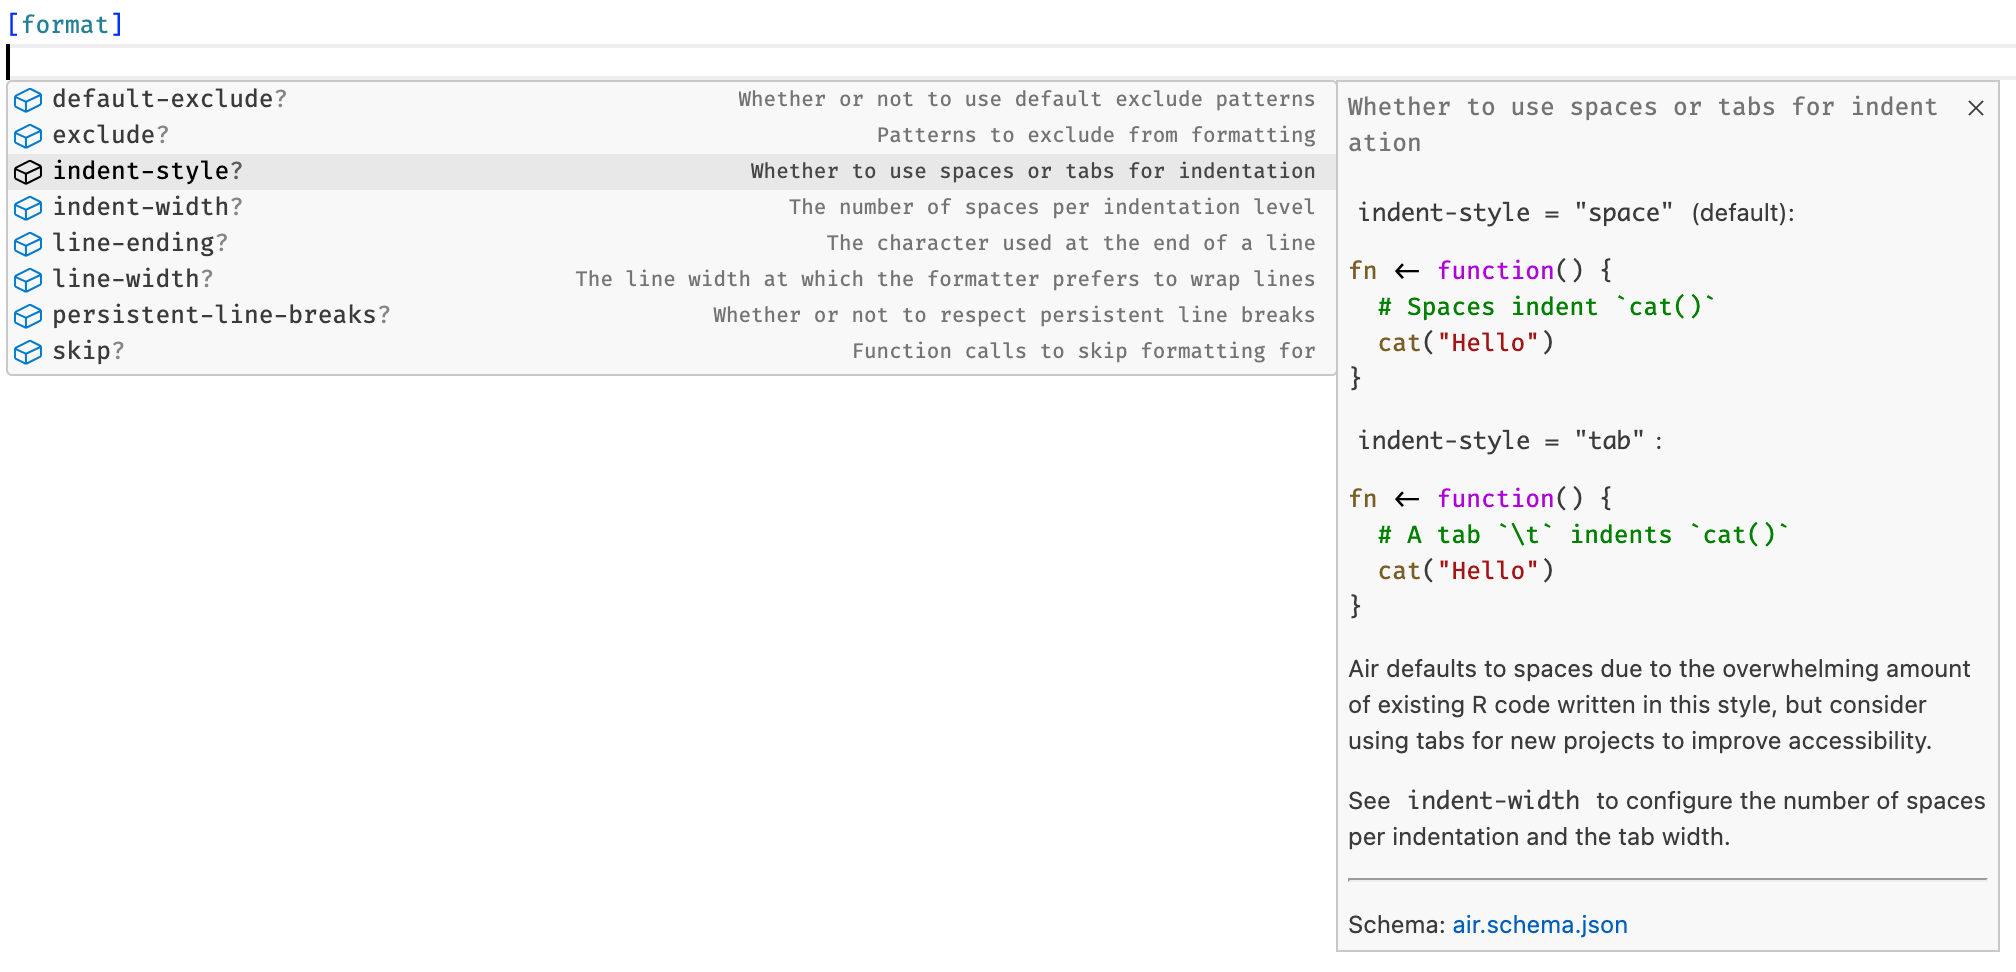 [format]
default-exclude? Whether or not to use default exclude patterns
exclude? Patterns to exclude from formatting
indent-style? Whether to use spaces or tabs for indentation
indent-width? The number of spaces per indentation level
line-ending? The character used at the end of a line
line-width? The line width at which the formatter prefers to wrap lines
persistent-line-breaks? Whether or not to respect persistent line breaks
skip? Function calls to skip formatting for
Whether to use spaces or tabs for indent
ation
indent-style = "space" (default):
fn ← function() {
  # Spaces indent `cat()`
  cat("Hello")
}
indent-style = "tab" :
fn ← function() {
  # A tab `\t` indents `cat()`
  cat("Hello")
}
Air defaults to spaces due to the overwhelming amount
of existing R code written in this style, but consider
using tabs for new projects to improve accessibility.
See indent-width to configure the number of spaces
per indentation and the tab width.
Schema: air.schema.json